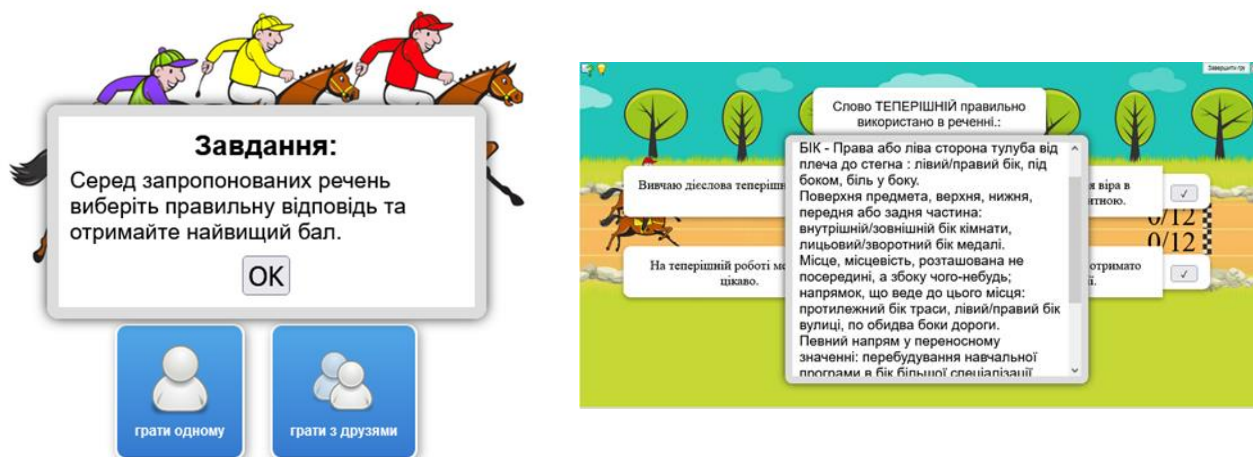 Завдання:
Серед запропонованих речень
виберіть правильну відповідь та
отримайте найвищий бал.
OK
грати одному
грати з друзями
Завершити гру
Слово ТЕПЕРІШНІЙ правильно
використано в реченні.:
БІК - Права або ліва сторона тулуба від
плеча до стегна : лівий/правий бік, під
боком, біль у боку.
Поверхня предмета, верхня, нижня,
передня або задня частина:
внутрішній/зовнішній бік кімнати,
лицьовий/зворотний бік медалі.
Місце, місцевість, розташована не
посередині, а збоку чого-небудь;
напрямок, що веде до цього місця:
протилежний бік траси, лівий/правий бік
вулиці, по обидва боки дороги.
Певний напрям у переносному
значенні: перебудування навчальної
програми в бік більшої спеціалізації
Вивчаю дієслова
віра в
0/12
0/12
На теперішній роботі
цікаво.